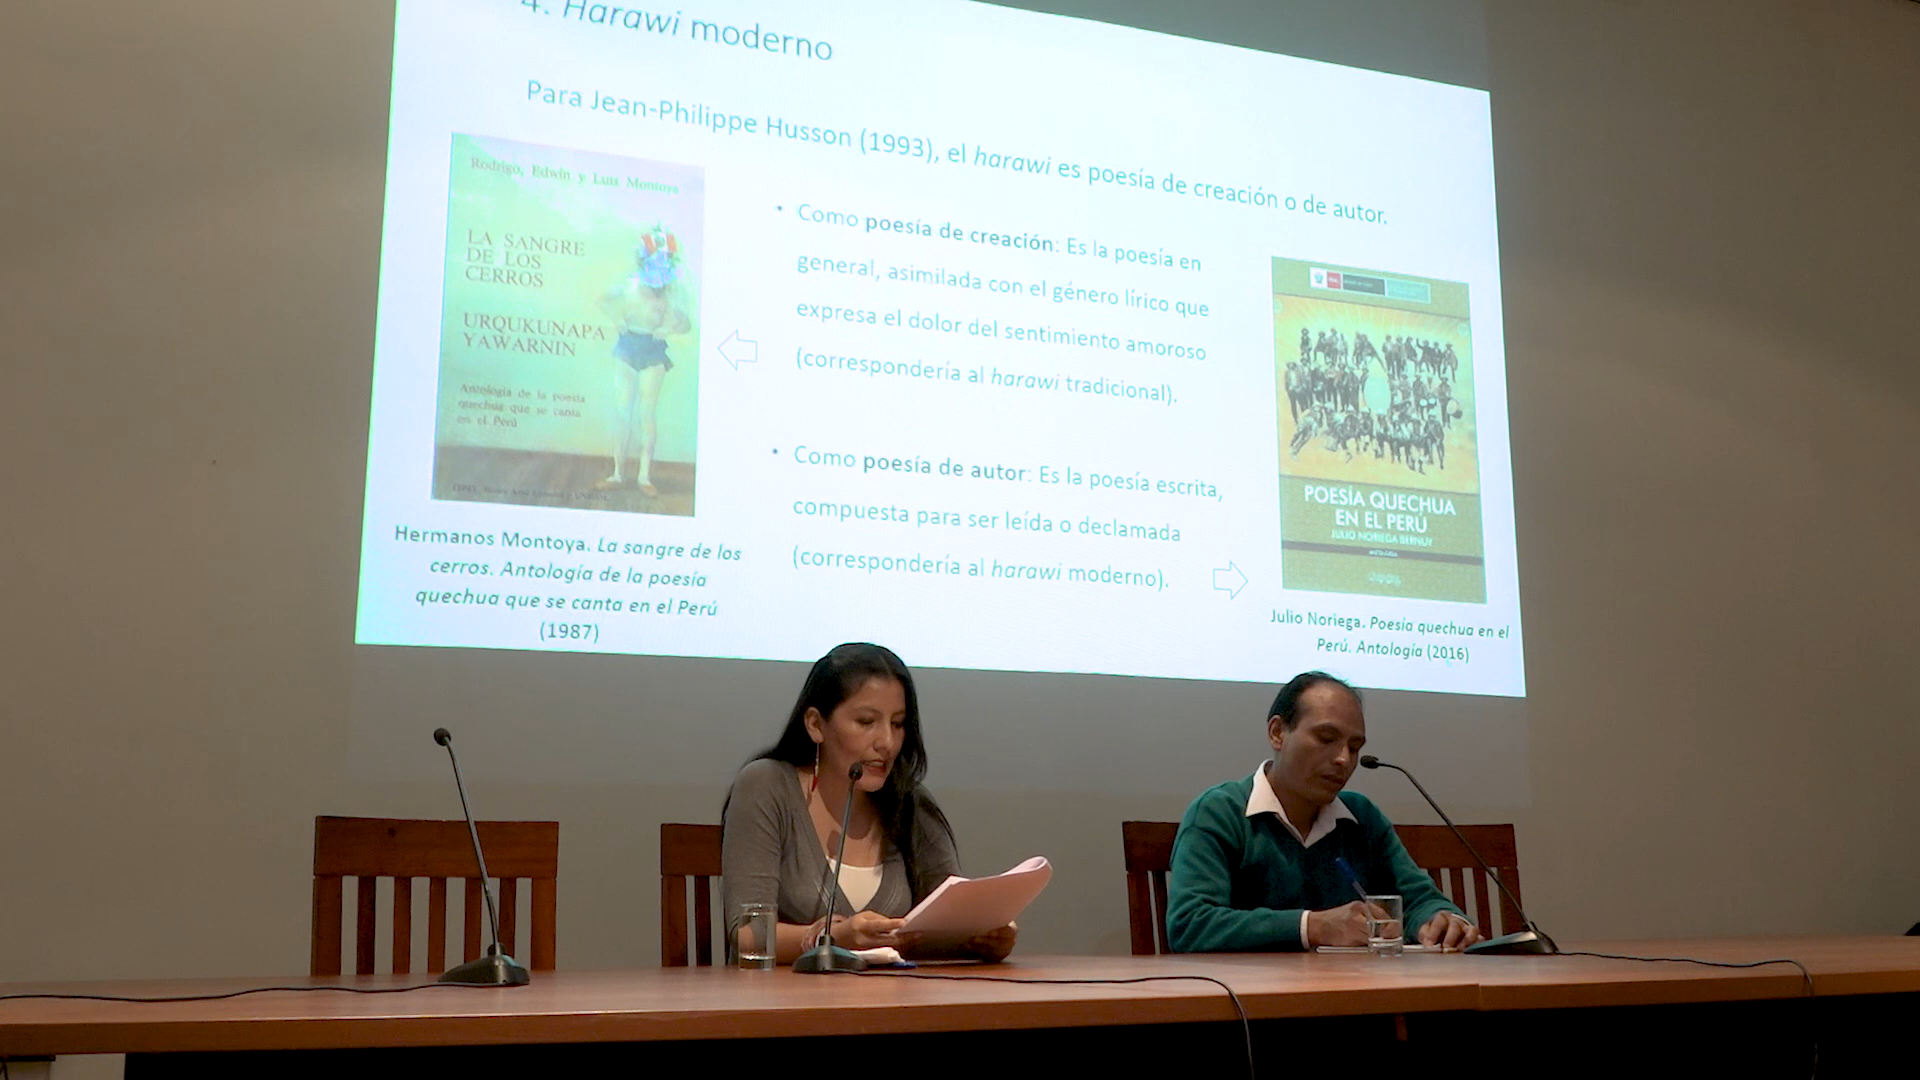 4. Harawi moderno
Para Jean-Philippe Husson (1993), el harawi es poesía de creación o de autor.
Rodrigo, Edwin y Luis Montoya
LA SANGRE
DE LOS
CERROS
URQUKUNAPA
YAWARNIN
Antología de la poesía
quechua que se canta
en el Perú
Hermanos Montoya. La sangre de los
cerros. Antología de la poesía
quechua que se canta en el Perú
(1987)
• Como poesía de creación: Es la poesía en
general, asimilada con el género lírico que
expresa el dolor del sentimiento amoroso
(correspondería al harawi tradicional).
• Como poesía de autor: Es la poesía escrita,
compuesta para ser leída o declamada
(correspondería al harawi moderno).
POESÍA QUECHUA
EN EL PERÚ
JULIO NORIEGA BERNUY
Julio Noriega. Poesía quechua en el
Perú. Antología (2016)